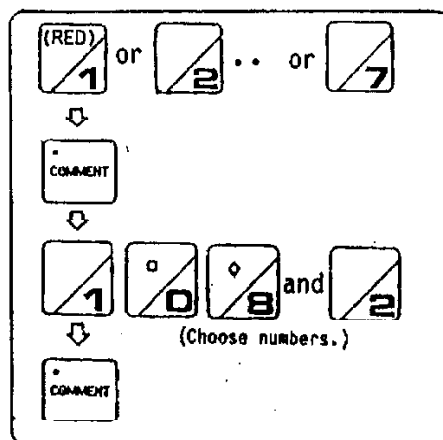 (RED) 1 or 2 .. or 7
COMMENT
1 0 8 and 2
(Choose numbers.)
COMMENT